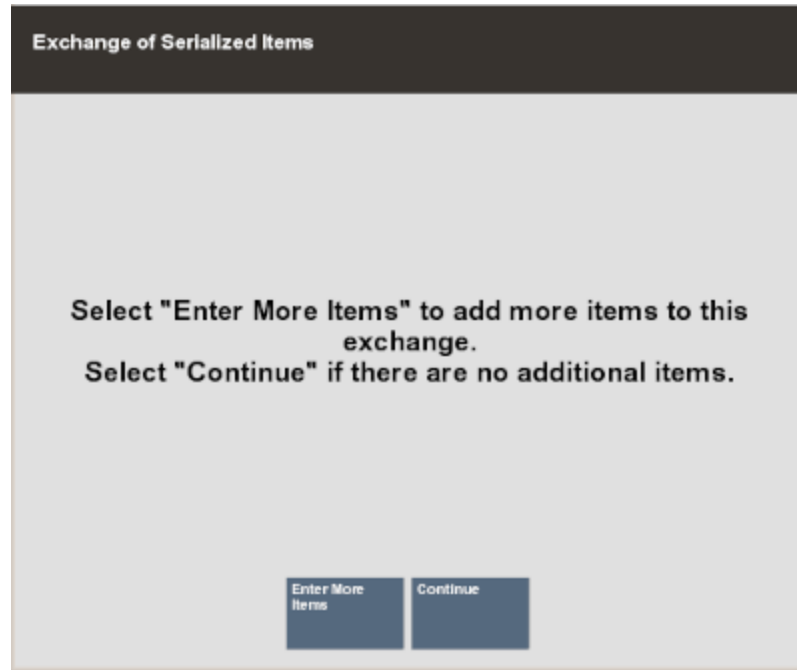 Exchange of Serialized Items
Select "Enter More Items" to add more items to this
exchange.
Select "Continue" if there are no additional items.
Enter More
Items
Continue